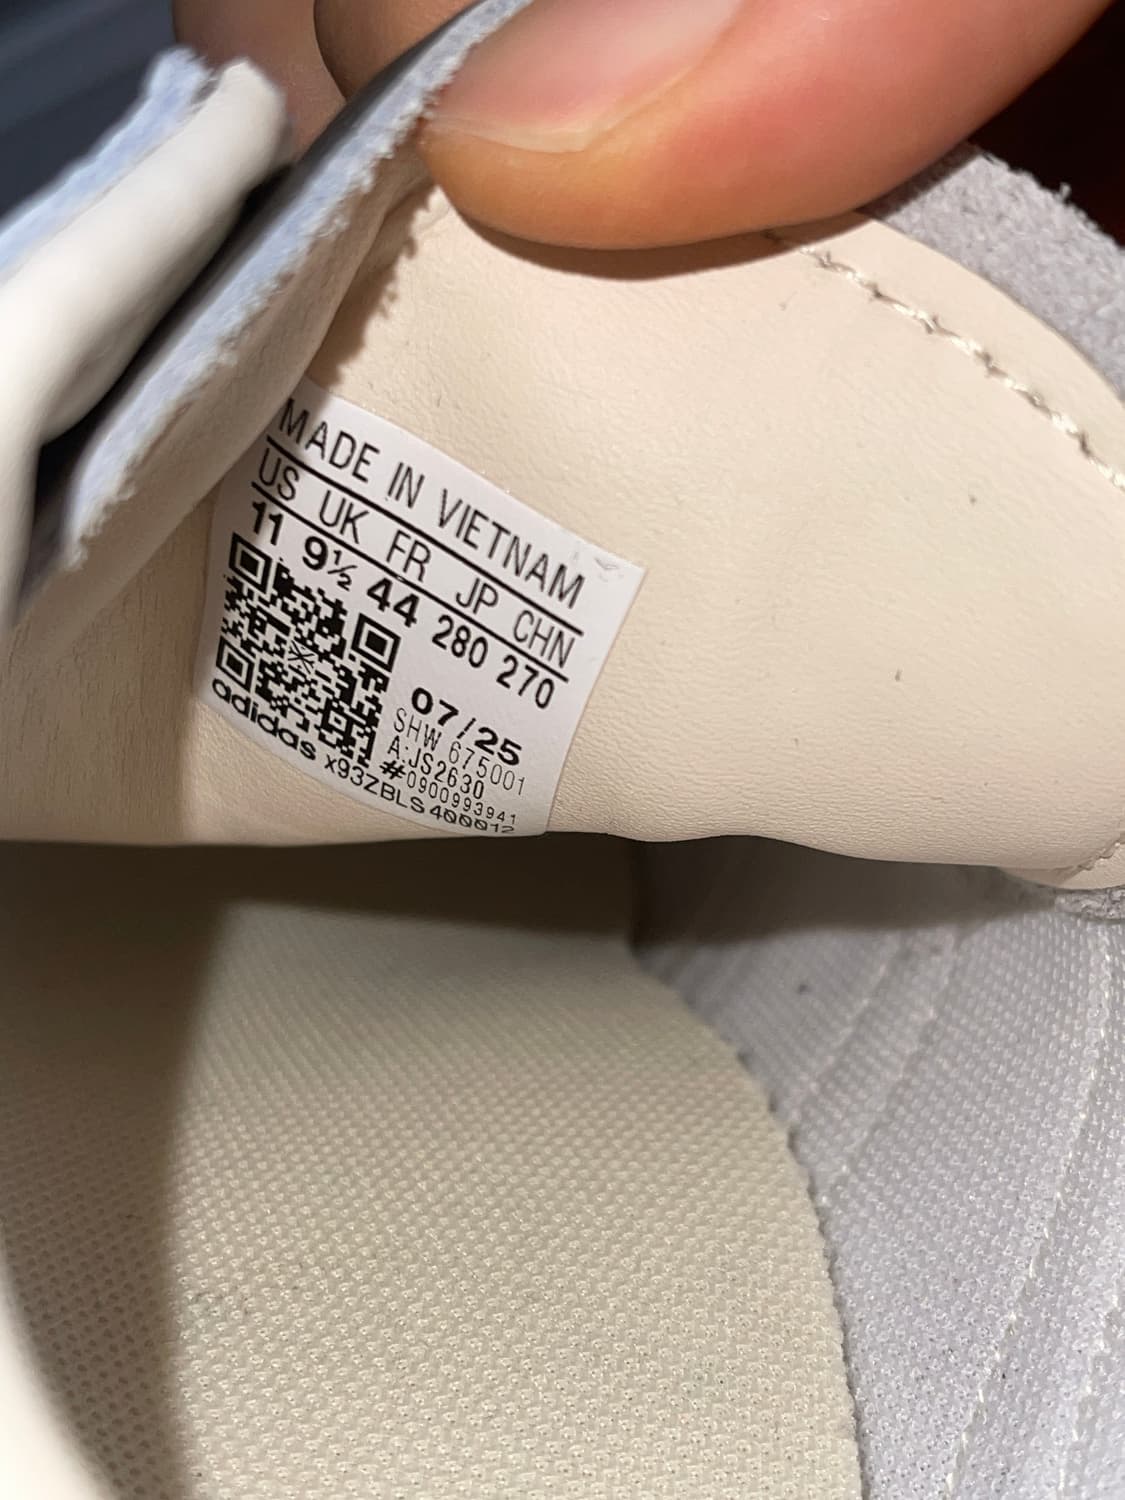 MADE IN VIETNAM
US UK FR JP CHN
11 9½ 44 280 270
07/25
SHW 675001
A:JS2630
#0900993941
adidas x93ZBLS400012